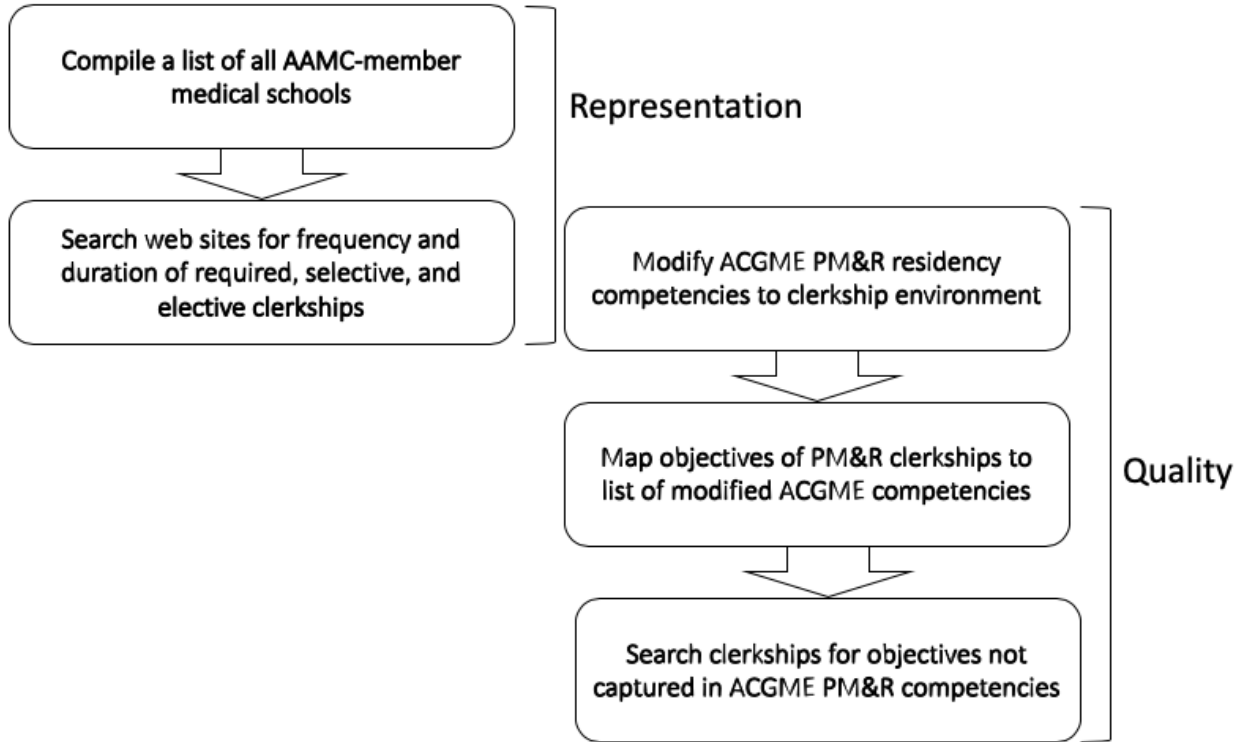 Compile a list of all AAMC-member
medical schools
Representation
Search web sites for frequency and
duration of required, selective, and
elective clerkships
Modify ACGME PM&R residency
competencies to clerkship environment
Map objectives of PM&R clerkships to
list of modified ACGME competencies
Quality
Search clerkships for objectives not
captured in ACGME PM&R competencies